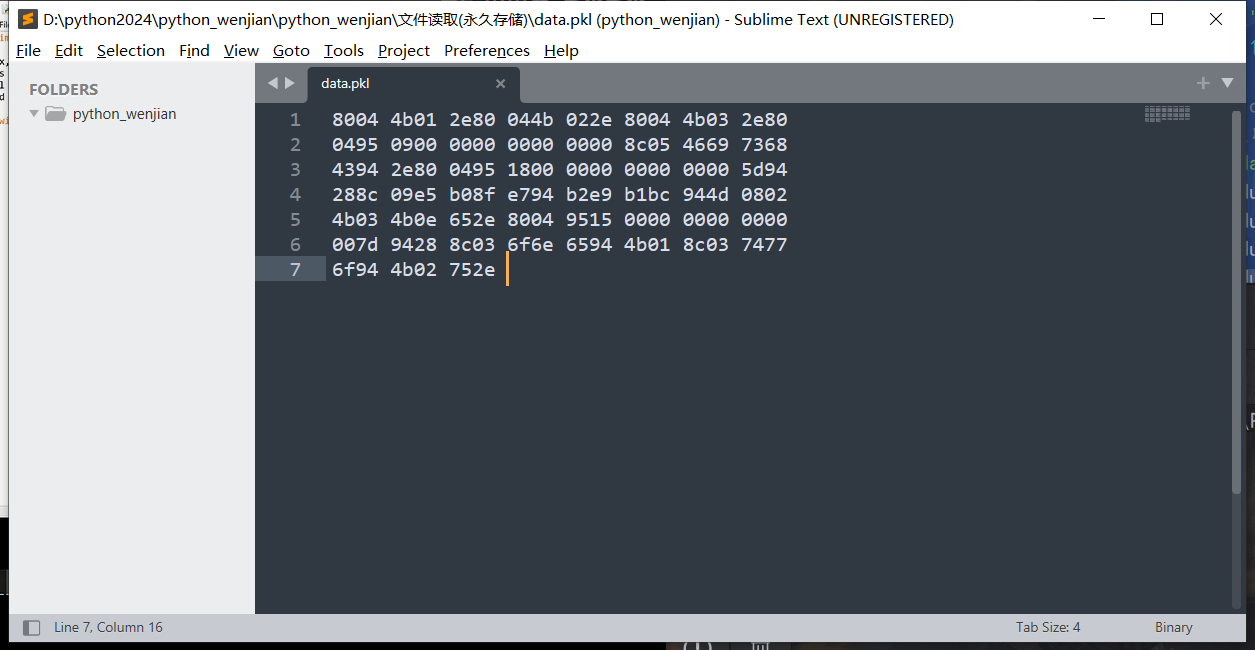 D:\python2024\python_wenjian\python_wenjian\文件读取(永久存储)\data.pkl (python_wenjian) - Sublime Text (UNREGISTERED)
File Edit Selection Find View Goto Tools Project Preferences Help
FOLDERS
python_wenjian
data.pkl
1 8004 4b01 2e80 044b 022e 8004 4b03 2e80
2 0495 0900 0000 0000 0000 8c05 4669 7368
3 4394 2e80 0495 1800 0000 0000 0000 5d94
4 288c 09e5 b08f e794 b2e9 b1bc 944d 0802
5 4b03 4b0e 652e 8004 9515 0000 0000 0000
6 007d 9428 8c03 6f6e 6594 4b01 8c03 7477
7 6f94 4b02 752e
Line 7, Column 16
Tab Size: 4
Binary